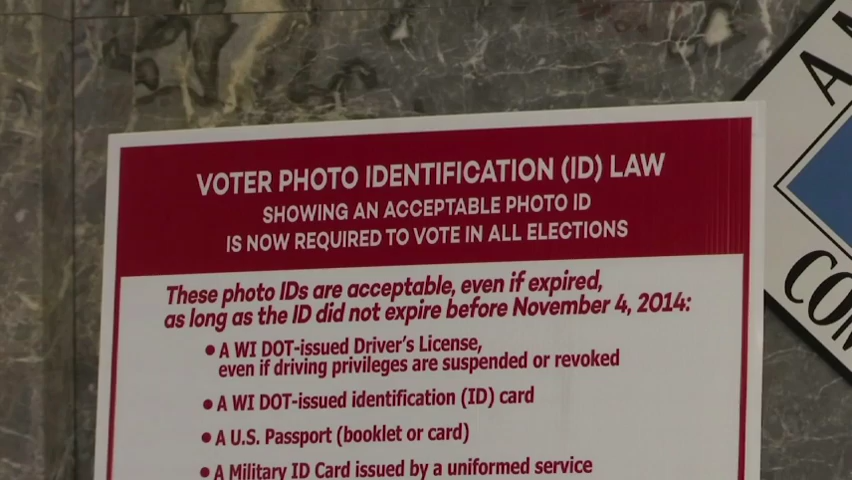 VOTER PHOTO IDENTIFICATION (ID) LAW
SHOWING AN ACCEPTABLE PHOTO ID
IS NOW REQUIRED TO VOTE IN ALL ELECTIONS
These photo IDs are acceptable, even if expired,
as long as the ID did not expire before November 4, 2014:
• A WI DOT-issued Driver's License,
even if driving privileges are suspended or revoked
• A WI DOT-issued identification (ID) card
• A U.S. Passport (booklet or card)
• A Military ID Card issued by a uniformed service